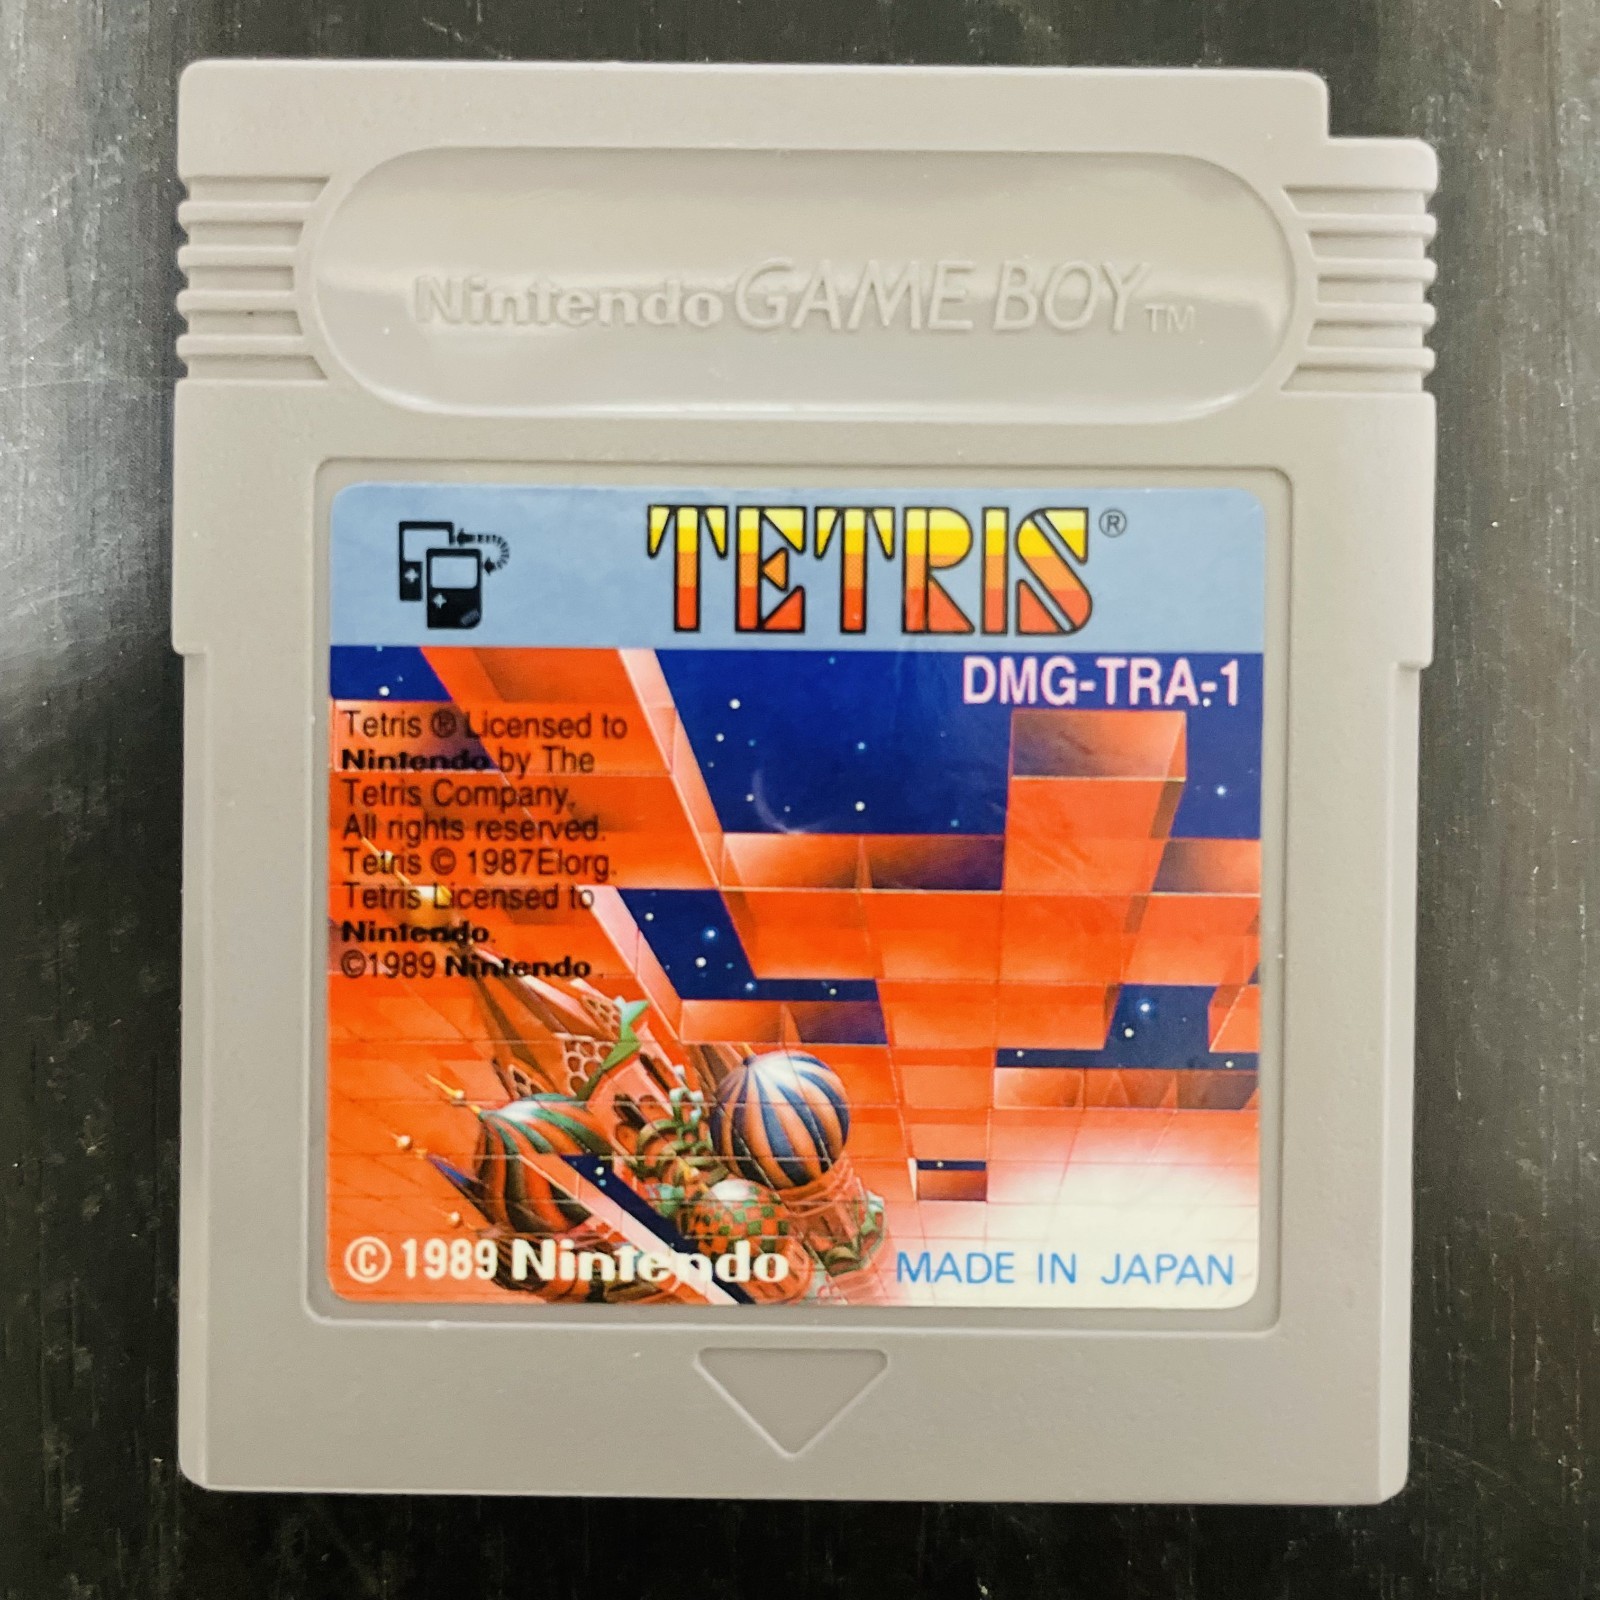 Nintendo GAME BOY TM
TETRIS ®
DMG-TRA-1
Tetris ® Licensed to
Nintendo by The
Tetris Company,
All rights reserved.
Tetris © 1987Elorg.
Tetris Licensed to
Nintendo.
©1989 Nintendo.
© 1989 Nintendo
MADE IN JAPAN